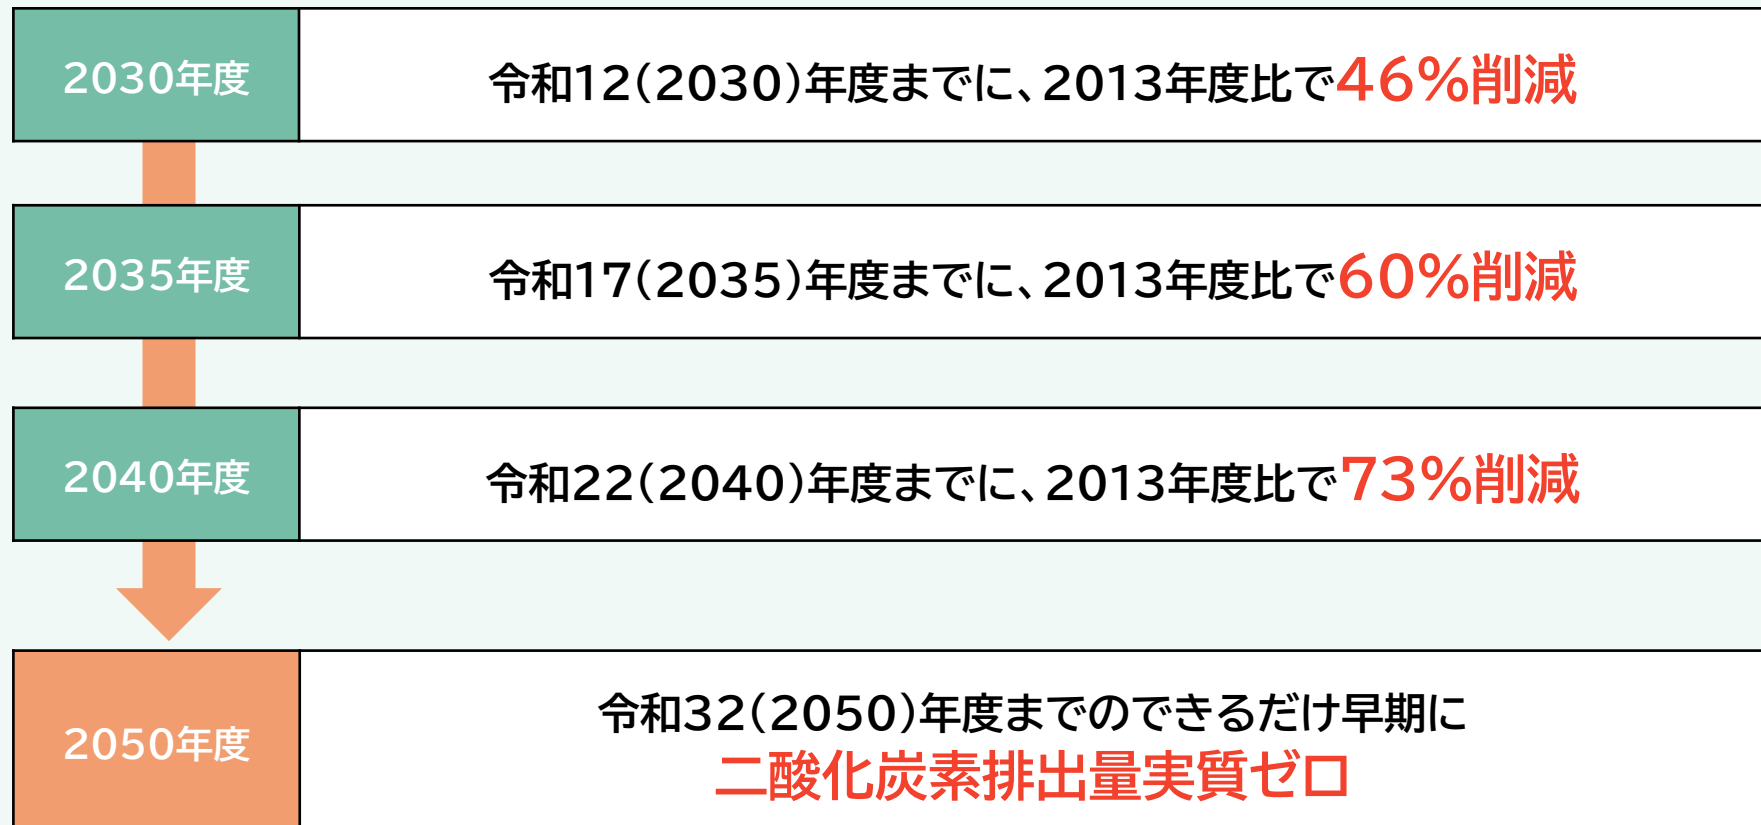 2030年度
令和12(2030)年度までに、2013年度比で46%削減
2035年度
令和17(2035)年度までに、2013年度比で60%削減
2040年度
令和22(2040)年度までに、2013年度比で73%削減
2050年度
令和32(2050)年度までのできるだけ早期に
二酸化炭素排出量実質ゼロ